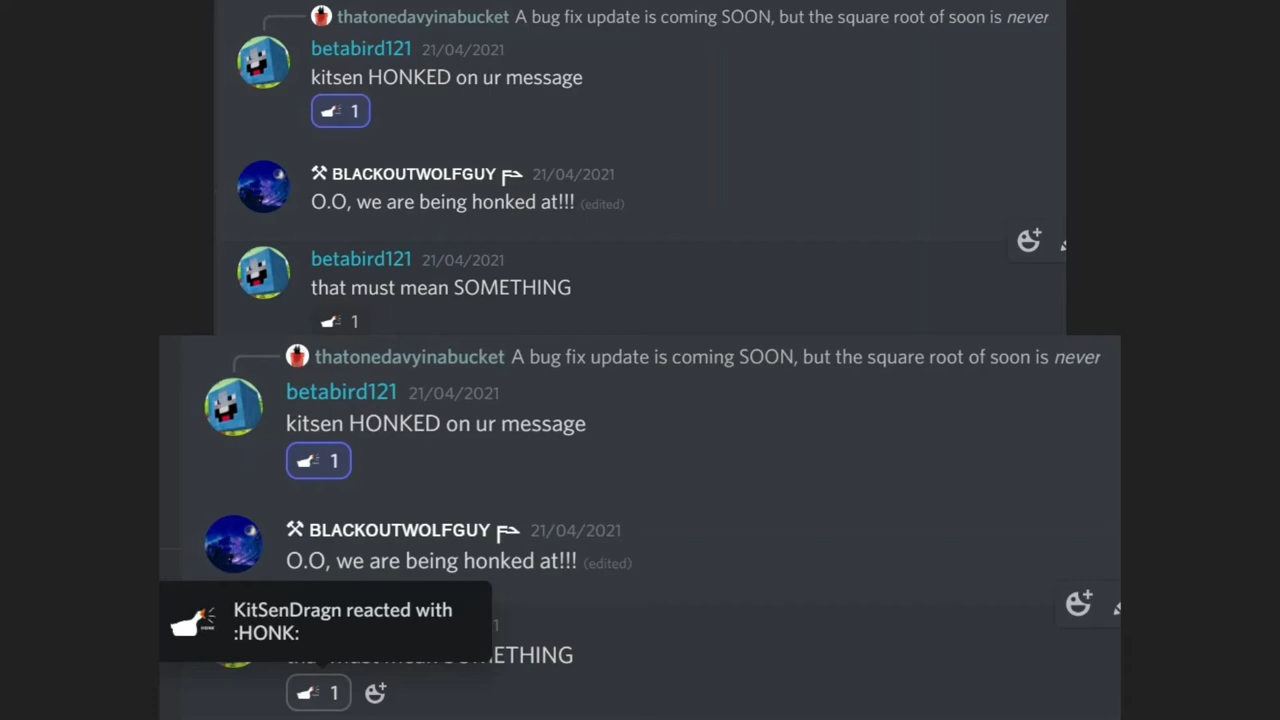 thatonedavyinabucket A bug fix update is coming SOON, but the square root of soon is never
betabird121 21/04/2021
kitsen HONKED on ur message
1
⚒ BLACKOUTWOLFGUY 21/04/2021
O.O, we are being honked at!!! (edited)
betabird121 21/04/2021
that must mean SOMETHING
1
thatonedavyinabucket A bug fix update is coming SOON, but the square root of soon is never
betabird121 21/04/2021
kitsen HONKED on ur message
1
⚒ BLACKOUTWOLFGUY 21/04/2021
O.O, we are being honked at!!! (edited)
KitSenDragn reacted with
:HONK:
1